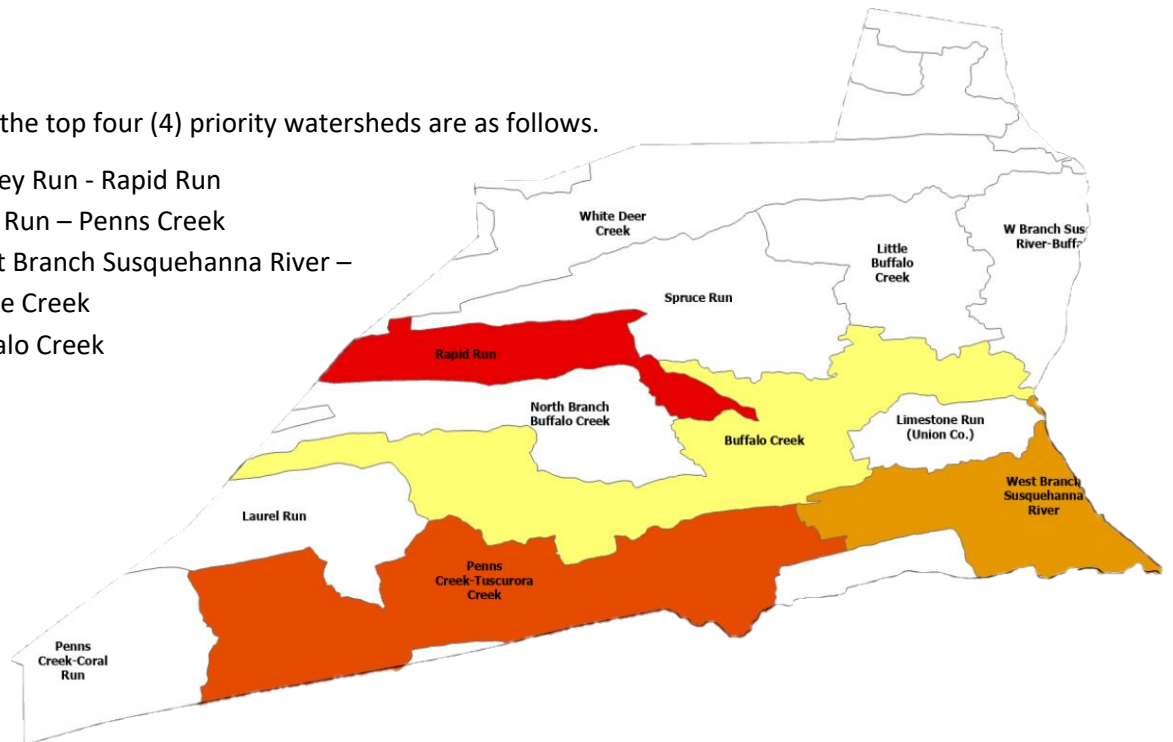 the top four (4) priority watersheds are as follows.
ey Run - Rapid Run
Run – Penns Creek
t Branch Susquehanna River –
e Creek
alo Creek
White Deer
Creek
Little
Buffalo
Creek
W Branch Sus
River-Buffa
Spruce Run
Rapid Run
North Branch
Buffalo Creek
Limestone Run
(Union Co.)
Buffalo Creek
West Branch
Susquehanna
River
Laurel Run
Penns
Creek-Tuscurora
Creek
Penns
Creek-Coral
Run